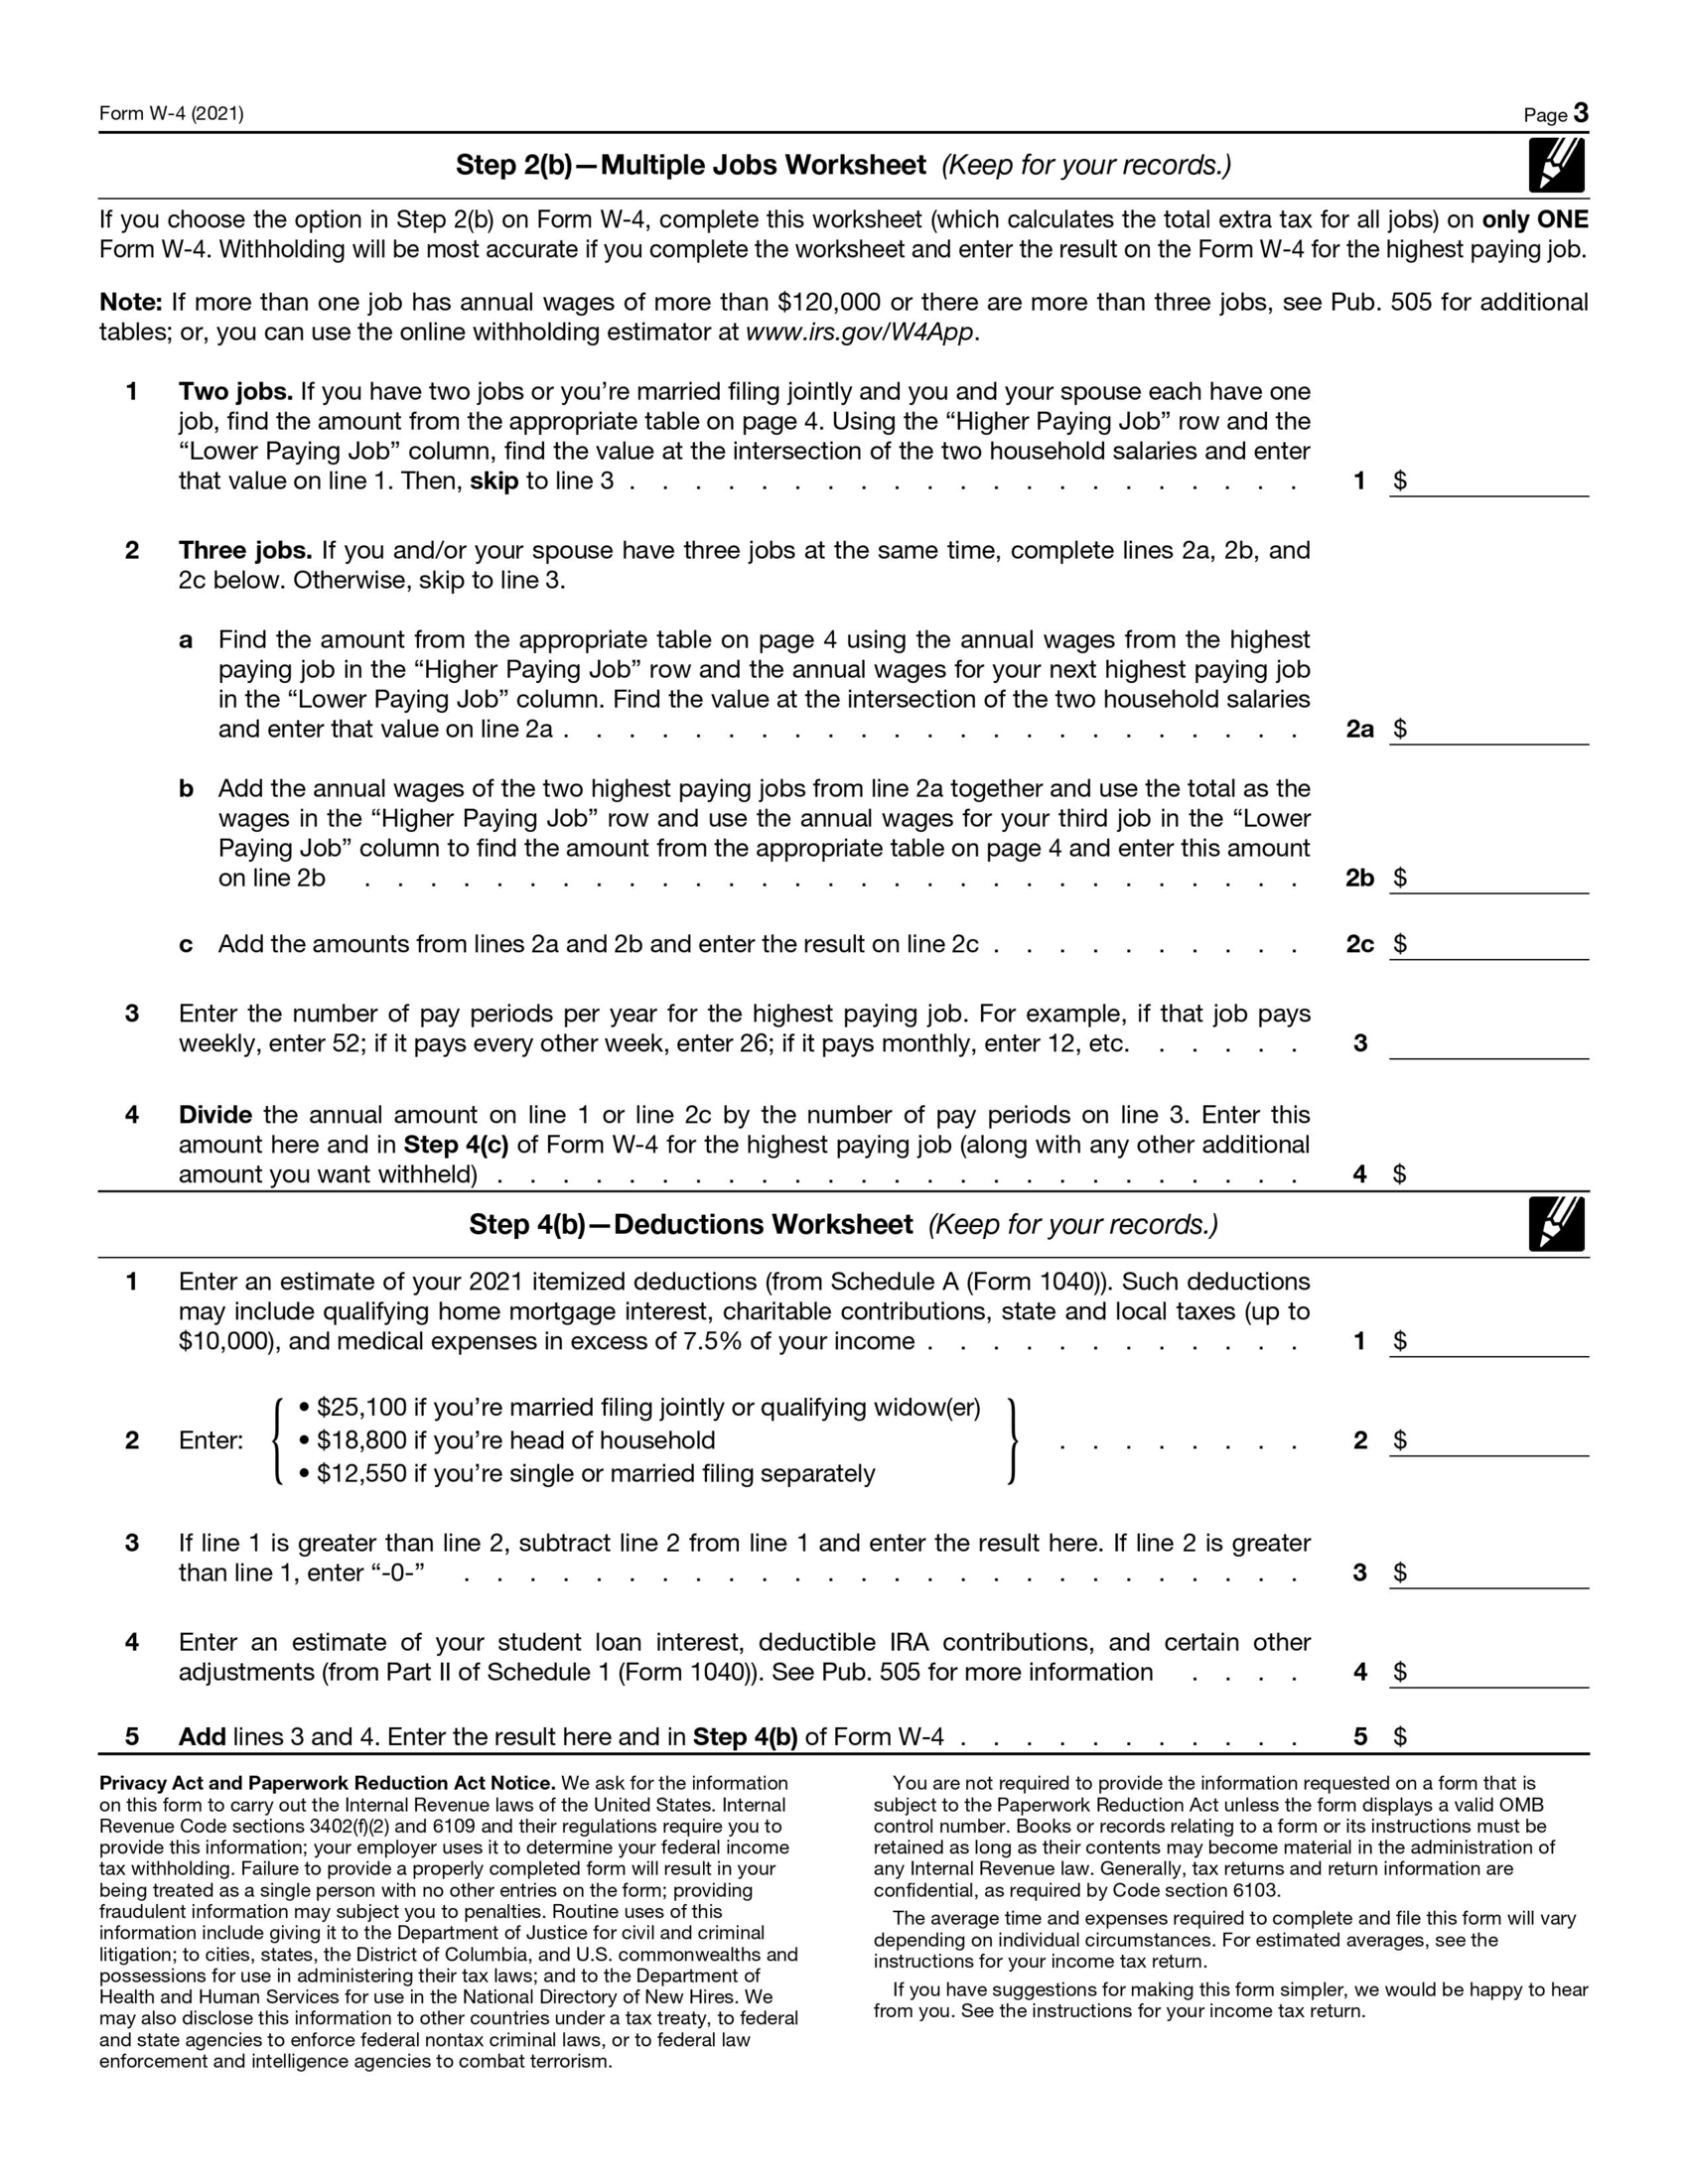 Form W-4 (2021) Page 3
Step 2(b)—Multiple Jobs Worksheet (Keep for your records.)
If you choose the option in Step 2(b) on Form W-4, complete this worksheet (which calculates the total extra tax for all jobs) on only ONE
Form W-4. Withholding will be most accurate if you complete the worksheet and enter the result on the Form W-4 for the highest paying job.
Note: If more than one job has annual wages of more than $120,000 or there are more than three jobs, see Pub. 505 for additional
tables; or, you can use the online withholding estimator at www.irs.gov/W4App.
1 Two jobs. If you have two jobs or you’re married filing jointly and you and your spouse each have one
job, find the amount from the appropriate table on page 4. Using the “Higher Paying Job” row and the
“Lower Paying Job” column, find the value at the intersection of the two household salaries and enter
that value on line 1. Then, skip to line 3 . . . . . . . . . . . . . . . . . . . . . 1 $
2 Three jobs. If you and/or your spouse have three jobs at the same time, complete lines 2a, 2b, and
2c below. Otherwise, skip to line 3.
a Find the amount from the appropriate table on page 4 using the annual wages from the highest
paying job in the “Higher Paying Job” row and the annual wages for your next highest paying job
in the “Lower Paying Job” column. Find the value at the intersection of the two household salaries
and enter that value on line 2a . . . . . . . . . . . . . . . . . . . . . . . 2a $
b Add the annual wages of the two highest paying jobs from line 2a together and use the total as the
wages in the “Higher Paying Job” row and use the annual wages for your third job in the “Lower
Paying Job” column to find the amount from the appropriate table on page 4 and enter this amount
on line 2b . . . . . . . . . . . . . . . . . . . . . . . . . . . . . 2b $
c Add the amounts from lines 2a and 2b and enter the result on line 2c . . . . . . . . . . 2c $
3 Enter the number of pay periods per year for the highest paying job. For example, if that job pays
weekly, enter 52; if it pays every other week, enter 26; if it pays monthly, enter 12, etc. . . . . . 3
4 Divide the annual amount on line 1 or line 2c by the number of pay periods on line 3. Enter this
amount here and in Step 4(c) of Form W-4 for the highest paying job (along with any other additional
amount you want withheld) . . . . . . . . . . . . . . . . . . . . . . . . . 4 $
Step 4(b)—Deductions Worksheet (Keep for your records.)
1 Enter an estimate of your 2021 itemized deductions (from Schedule A (Form 1040)). Such deductions
may include qualifying home mortgage interest, charitable contributions, state and local taxes (up to
$10,000), and medical expenses in excess of 7.5% of your income . . . . . . . . . . . . 1 $
• $25,100 if you’re married filing jointly or qualifying widow(er)
2 Enter: • $18,800 if you’re head of household . . . . . . . . 2 $
• $12,550 if you’re single or married filing separately
3 If line 1 is greater than line 2, subtract line 2 from line 1 and enter the result here. If line 2 is greater
than line 1, enter “-0-” . . . . . . . . . . . . . . . . . . . . . . . . . . 3 $
4 Enter an estimate of your student loan interest, deductible IRA contributions, and certain other
adjustments (from Part II of Schedule 1 (Form 1040)). See Pub. 505 for more information . . . . 4 $
5 Add lines 3 and 4. Enter the result here and in Step 4(b) of Form W-4 . . . . . . . . . . . 5 $
Privacy Act and Paperwork Reduction Act Notice. We ask for the information
on this form to carry out the Internal Revenue laws of the United States. Internal
Revenue Code sections 3402(f)(2) and 6109 and their regulations require you to
provide this information; your employer uses it to determine your federal income
tax withholding. Failure to provide a properly completed form will result in your
being treated as a single person with no other entries on the form; providing
fraudulent information may subject you to penalties. Routine uses of this
information include giving it to the Department of Justice for civil and criminal
litigation; to cities, states, the District of Columbia, and U.S. commonwealths and
possessions for use in administering their tax laws; and to the Department of
Health and Human Services for use in the National Directory of New Hires. We
may also disclose this information to other countries under a tax treaty, to federal
and state agencies to enforce federal nontax criminal laws, or to federal law
enforcement and intelligence agencies to combat terrorism.
You are not required to provide the information requested on a form that is
subject to the Paperwork Reduction Act unless the form displays a valid OMB
control number. Books or records relating to a form or its instructions must be
retained as long as their contents may become material in the administration of
any Internal Revenue law. Generally, tax returns and return information are
confidential, as required by Code section 6103.
The average time and expenses required to complete and file this form will vary
depending on individual circumstances. For estimated averages, see the
instructions for your income tax return.
If you have suggestions for making this form simpler, we would be happy to hear
from you. See the instructions for your income tax return.